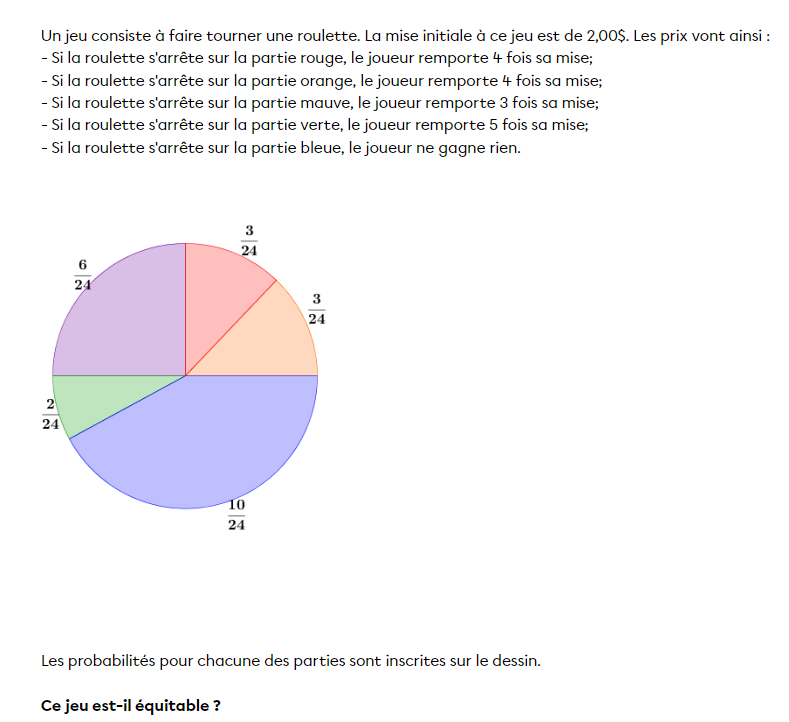 Un jeu consiste à faire tourner une roulette. La mise initiale à ce jeu est de 2,00$. Les prix vont ainsi :
- Si la roulette s'arrête sur la partie rouge, le joueur remporte 4 fois sa mise;
- Si la roulette s'arrête sur la partie orange, le joueur remporte 4 fois sa mise;
- Si la roulette s'arrête sur la partie mauve, le joueur remporte 3 fois sa mise;
- Si la roulette s'arrête sur la partie verte, le joueur remporte 5 fois sa mise;
- Si la roulette s'arrête sur la partie bleue, le joueur ne gagne rien.
3
24
6
24
3
24
2
24
10
24
Les probabilités pour chacune des parties sont inscrites sur le dessin.
Ce jeu est-il équitable ?